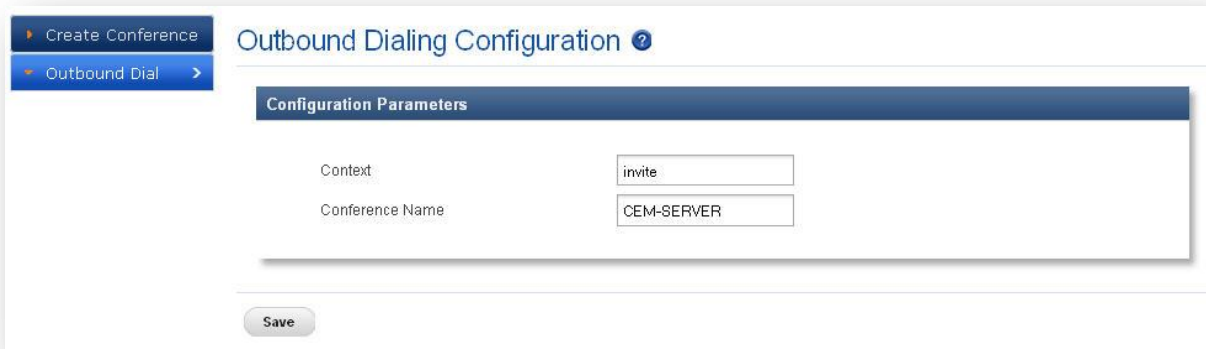 Create Conference
Outbound Dial
Outbound Dialing Configuration ?
Configuration Parameters
Context invite
Conference Name CEM-SERVER
Save